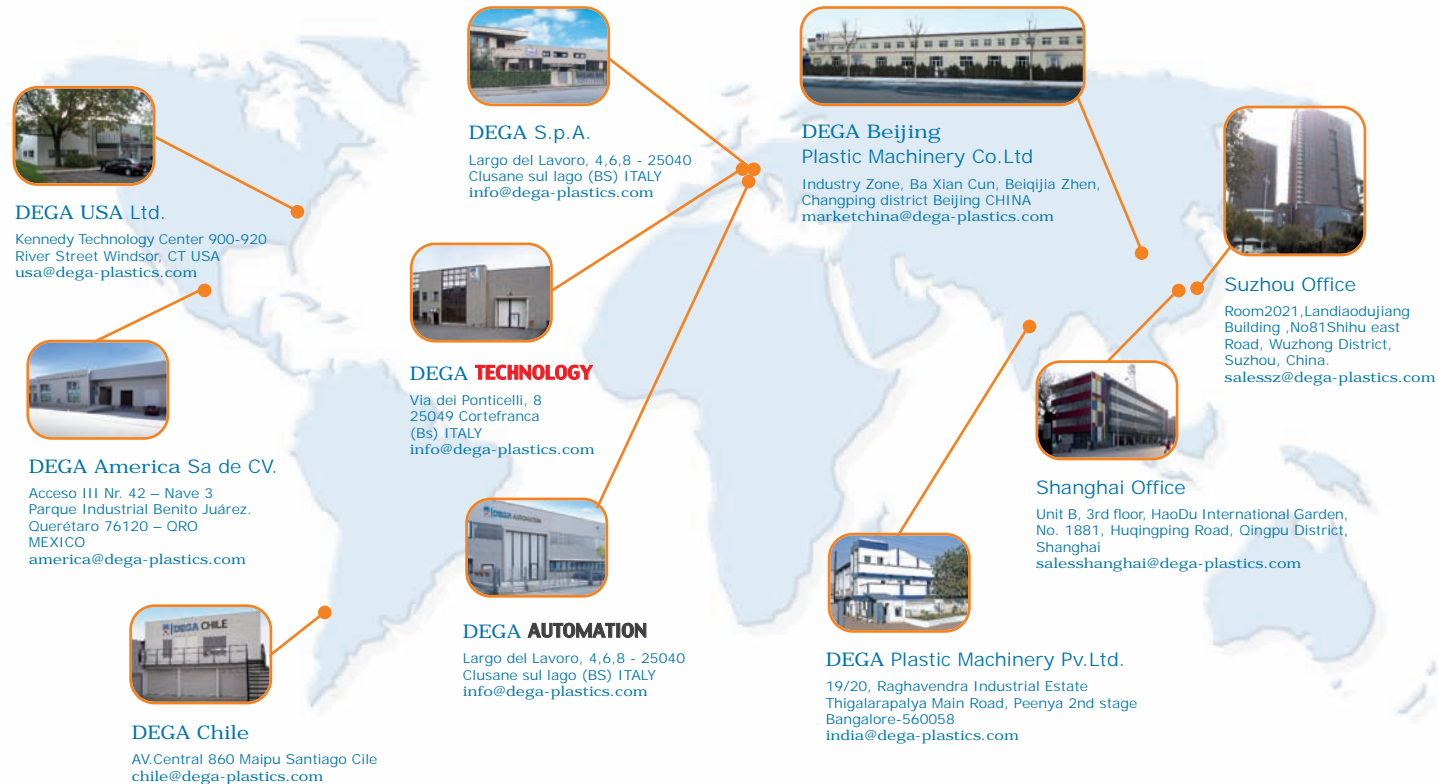 DEGA USA Ltd.
Kennedy Technology Center 900-920
River Street Windsor, CT USA
usa@dega-plastics.com
DEGA America Sa de CV.
Acceso III Nr. 42 – Nave 3
Parque Industrial Benito Juárez.
Querétaro 76120 – QRO
MEXICO
america@dega-plastics.com
DEGA CHILE
DEGA Chile
AV.Central 860 Maipu Santiago Cile
chile@dega-plastics.com
DEGA S.p.A.
Largo del Lavoro, 4,6,8 - 25040
Clusane sul lago (BS) ITALY
info@dega-plastics.com
DEGA TECHNOLOGY
Via dei Ponticelli, 8
25049 Cortefranca
(Bs) ITALY
info@dega-plastics.com
DEGA AUTOMATION
DEGA AUTOMATION
Largo del Lavoro, 4,6,8 - 25040
Clusane sul lago (BS) ITALY
info@dega-plastics.com
DEGA Beijing
Plastic Machinery Co.Ltd
Industry Zone, Ba Xian Cun, Beiqijia Zhen,
Changping district Beijing CHINA
marketchina@dega-plastics.com
Suzhou Office
Room2021,Landiaodujiang
Building ,No81Shihu east
Road, Wuzhong District,
Suzhou, China.
salessz@dega-plastics.com
Shanghai Office
Unit B, 3rd floor, HaoDu International Garden,
No. 1881, Huqingping Road, Qingpu District,
Shanghai
salesshanghai@dega-plastics.com
DEGA Plastic Machinery Pv.Ltd.
19/20, Raghavendra Industrial Estate
Thigalarapalya Main Road, Peenya 2nd stage
Bangalore-560058
india@dega-plastics.com